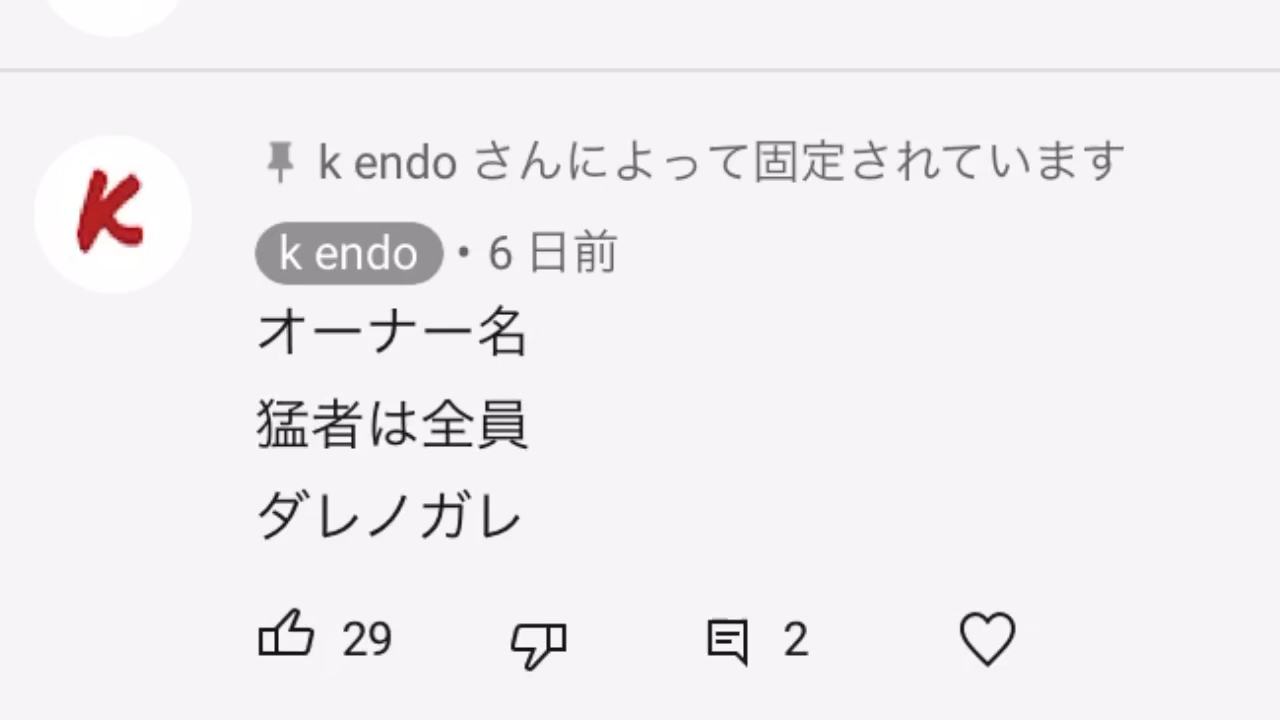 K
k endo さんによって固定されています
k endo・6 日前
オーナー名
猛者は全員
ダレノガレ
29 2